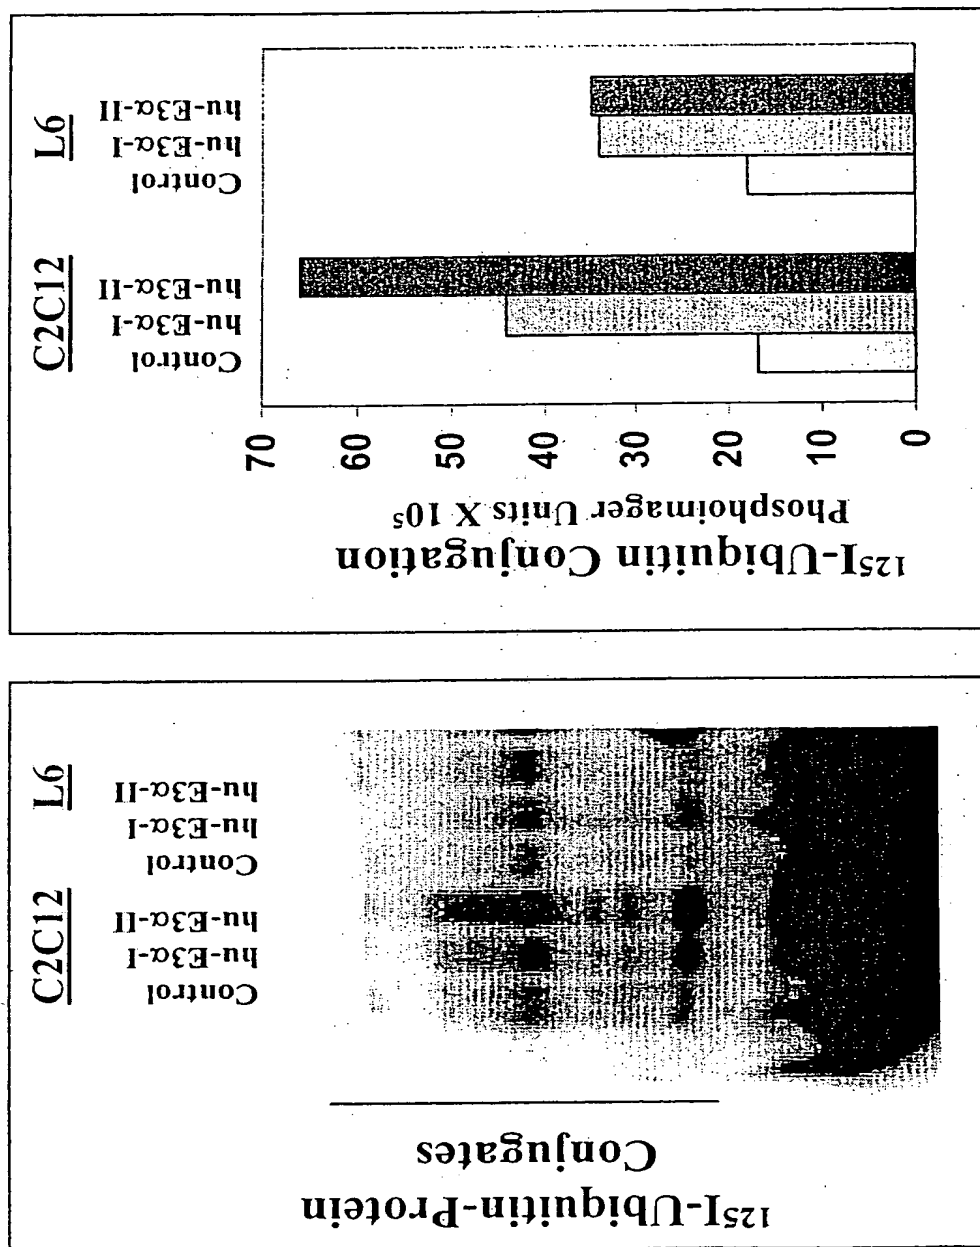 ¹²⁵I-Ubiquitin-Protein
Conjugates
C2C12
Control
hu-E3α-I
hu-E3α-II
L6
Control
hu-E3α-I
hu-E3α-II
¹²⁵I-Ubiquitin Conjugation
Phosphoimager Units X 10⁵
70
60
50
40
30
20
10
0
C2C12
Control
hu-E3α-I
hu-E3α-II
L6
Control
hu-E3α-I
hu-E3α-II